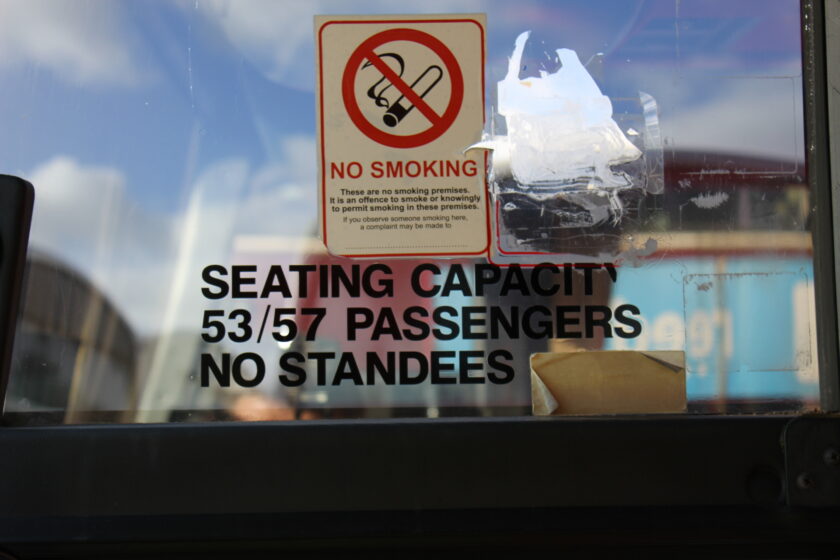 NO SMOKING
These are no smoking premises.
It is an offence to smoke or knowingly
to permit smoking in these premises.
If you observe someone smoking here,
a complaint may be made to
SEATING CAPACITY
53/57 PASSENGERS
NO STANDEES